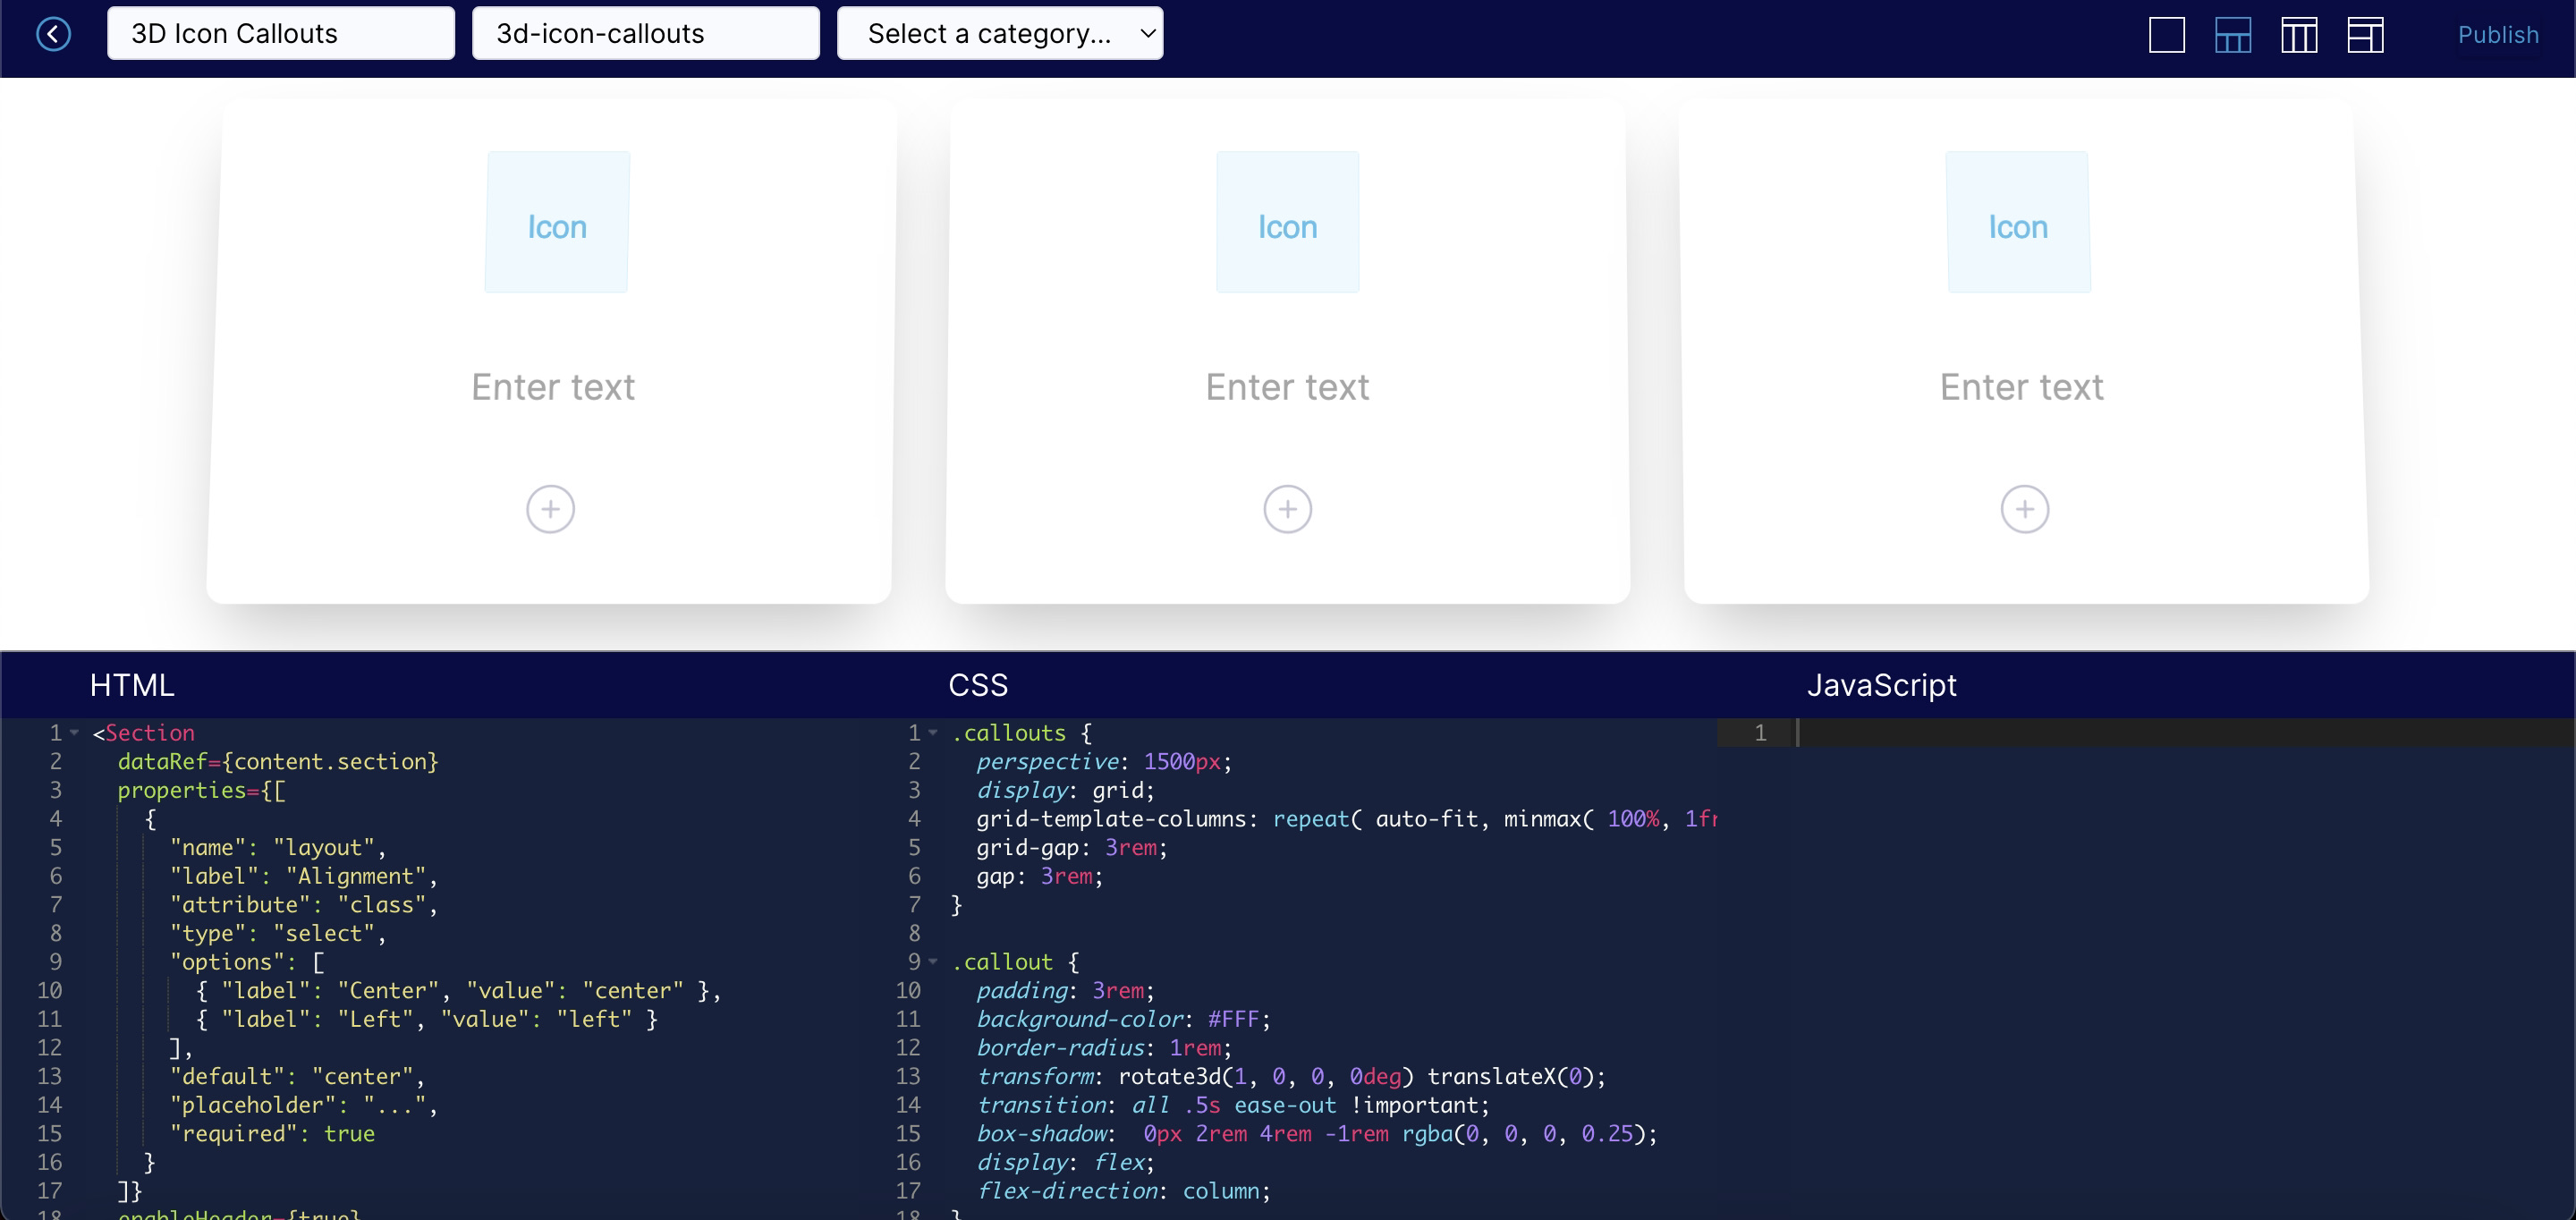 3D Icon Callouts 3d-icon-callouts Select a category... Publish
Icon Icon Icon
Enter text Enter text Enter text
HTML
1 <Section
2 dataRef={content.section}
3 properties={[
4 {
5 "name": "layout",
6 "label": "Alignment",
7 "attribute": "class",
8 "type": "select",
9 "options": [
10 { "label": "Center", "value": "center" },
11 { "label": "Left", "value": "left" }
12 ],
13 "default": "center",
14 "placeholder": "...",
15 "required": true
16 }
17 ]}
18 enableHeader={true}
CSS
1 .callouts {
2 perspective: 1500px;
3 display: grid;
4 grid-template-columns: repeat( auto-fit, minmax( 100%, 1fr
5 grid-gap: 3rem;
6 gap: 3rem;
7 }
8
9 .callout {
10 padding: 3rem;
11 background-color: #FFF;
12 border-radius: 1rem;
13 transform: rotate3d(1, 0, 0, 0deg) translateX(0);
14 transition: all .5s ease-out !important;
15 box-shadow: 0px 2rem 4rem -1rem rgba(0, 0, 0, 0.25);
16 display: flex;
17 flex-direction: column;
18 }
JavaScript
1